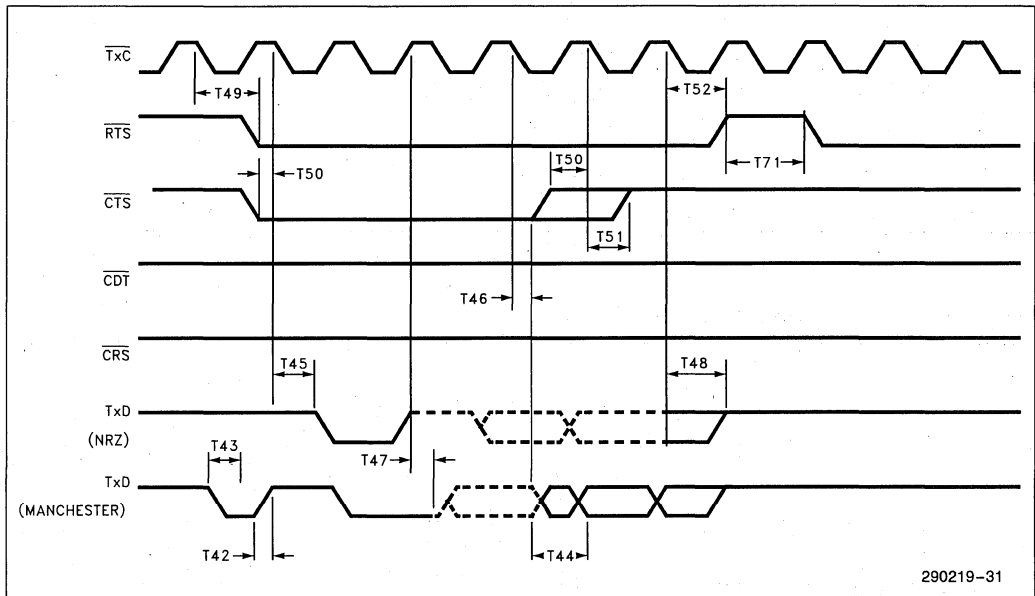 TxC
T49
T52
RTS
T50
T50
T71
CTS
T51
CDT
T46
CRS
T45
T48
TxD
(NRZ)
T43
T47
TxD
(MANCHESTER)
T42
T44
290219-31